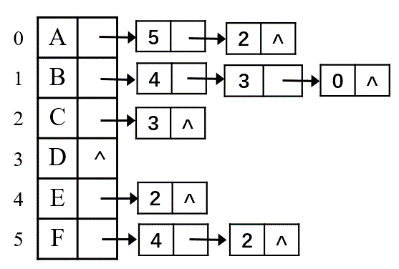 0 A 5 2 ^
1 B 4 3 0 ^
2 C 3 ^
3 D ^
4 E 2 ^
5 F 4 2 ^